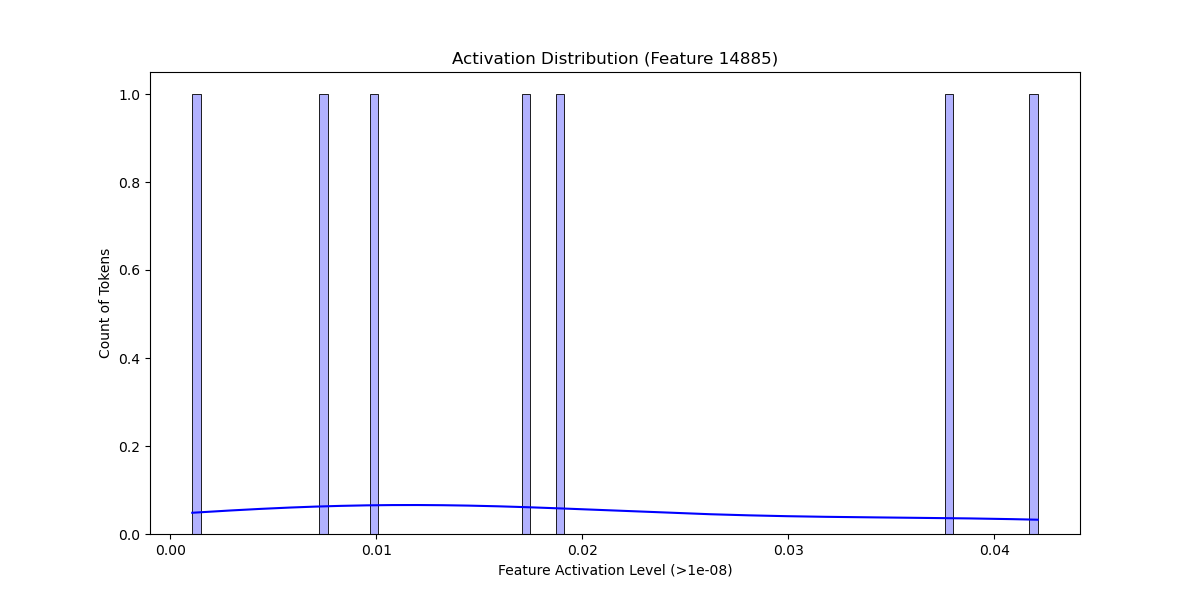 Activation Distribution (Feature 14885)
1.0
0.8
0.6
0.4
0.2
0.0
Count of Tokens
0.00 0.01 0.02 0.03 0.04
Feature Activation Level (>1e-08)